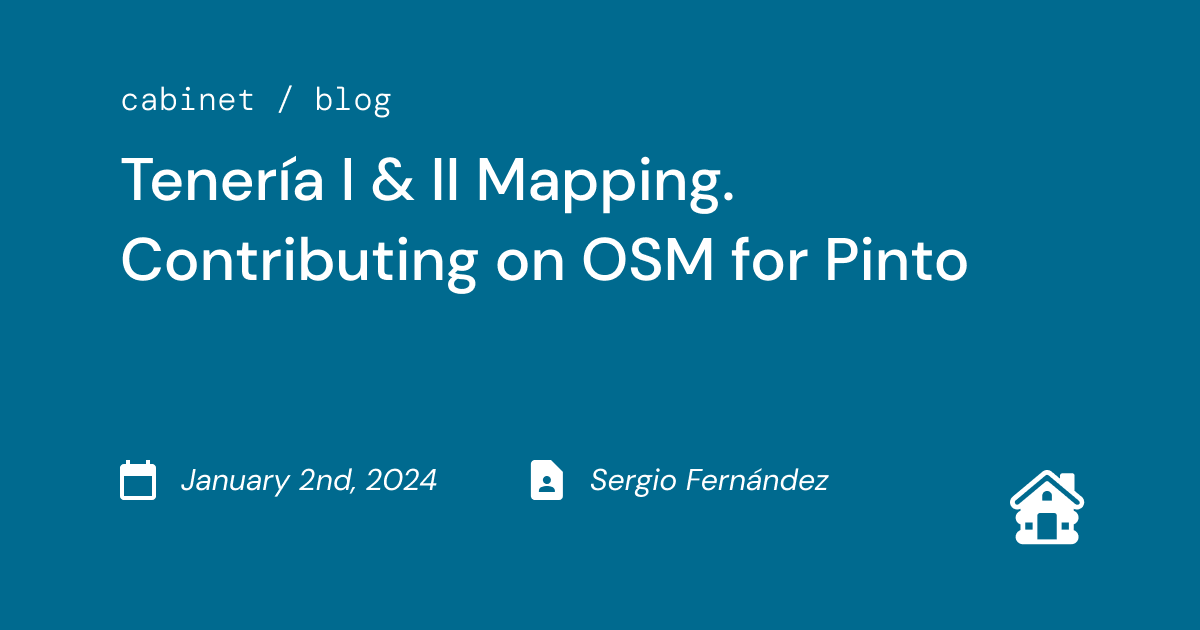 cabinet / blog
Tenería I & II Mapping.
Contributing on OSM for Pinto
January 2nd, 2024
Sergio Fernández